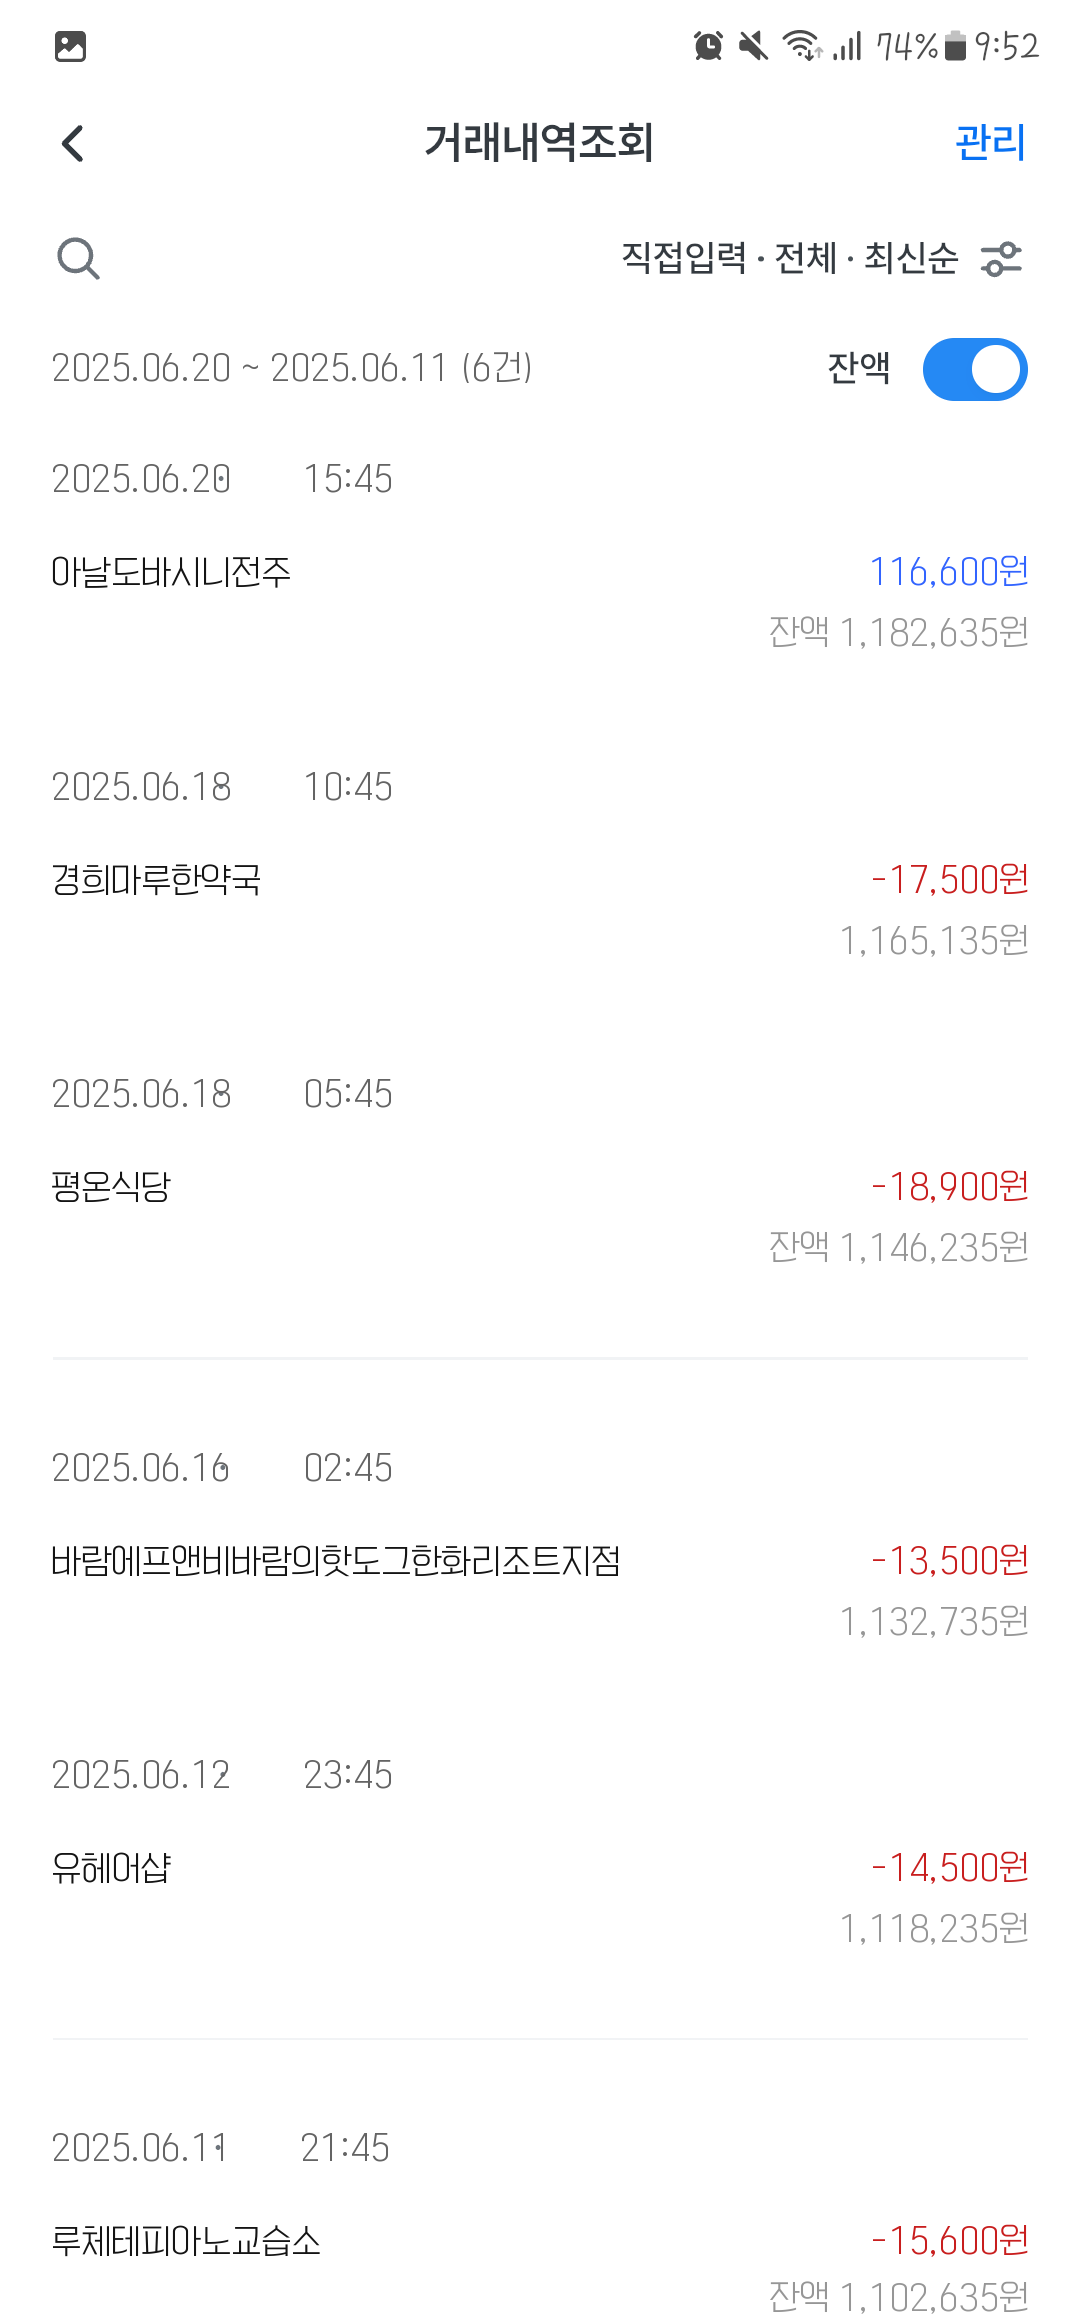 74% 9:52
거래내역조회 관리
직접입력 · 전체 · 최신순
2025.06.20 ~ 2025.06.11 (6건) 잔액
2025.06.20 15:45
아날도바시니전주 116,600원
잔액 1,182,635원
2025.06.18 10:45
경희마루한약국 -17,500원
1,165,135원
2025.06.18 05:45
평온식당 -18,900원
잔액 1,146,235원
2025.06.16 02:45
바람에프앤비바람의핫도그한화리조트지점 -13,500원
1,132,735원
2025.06.12 23:45
유헤어샵 -14,500원
1,118,235원
2025.06.11 21:45
루체테피아노교습소 -15,600원
잔액 1,102,635원